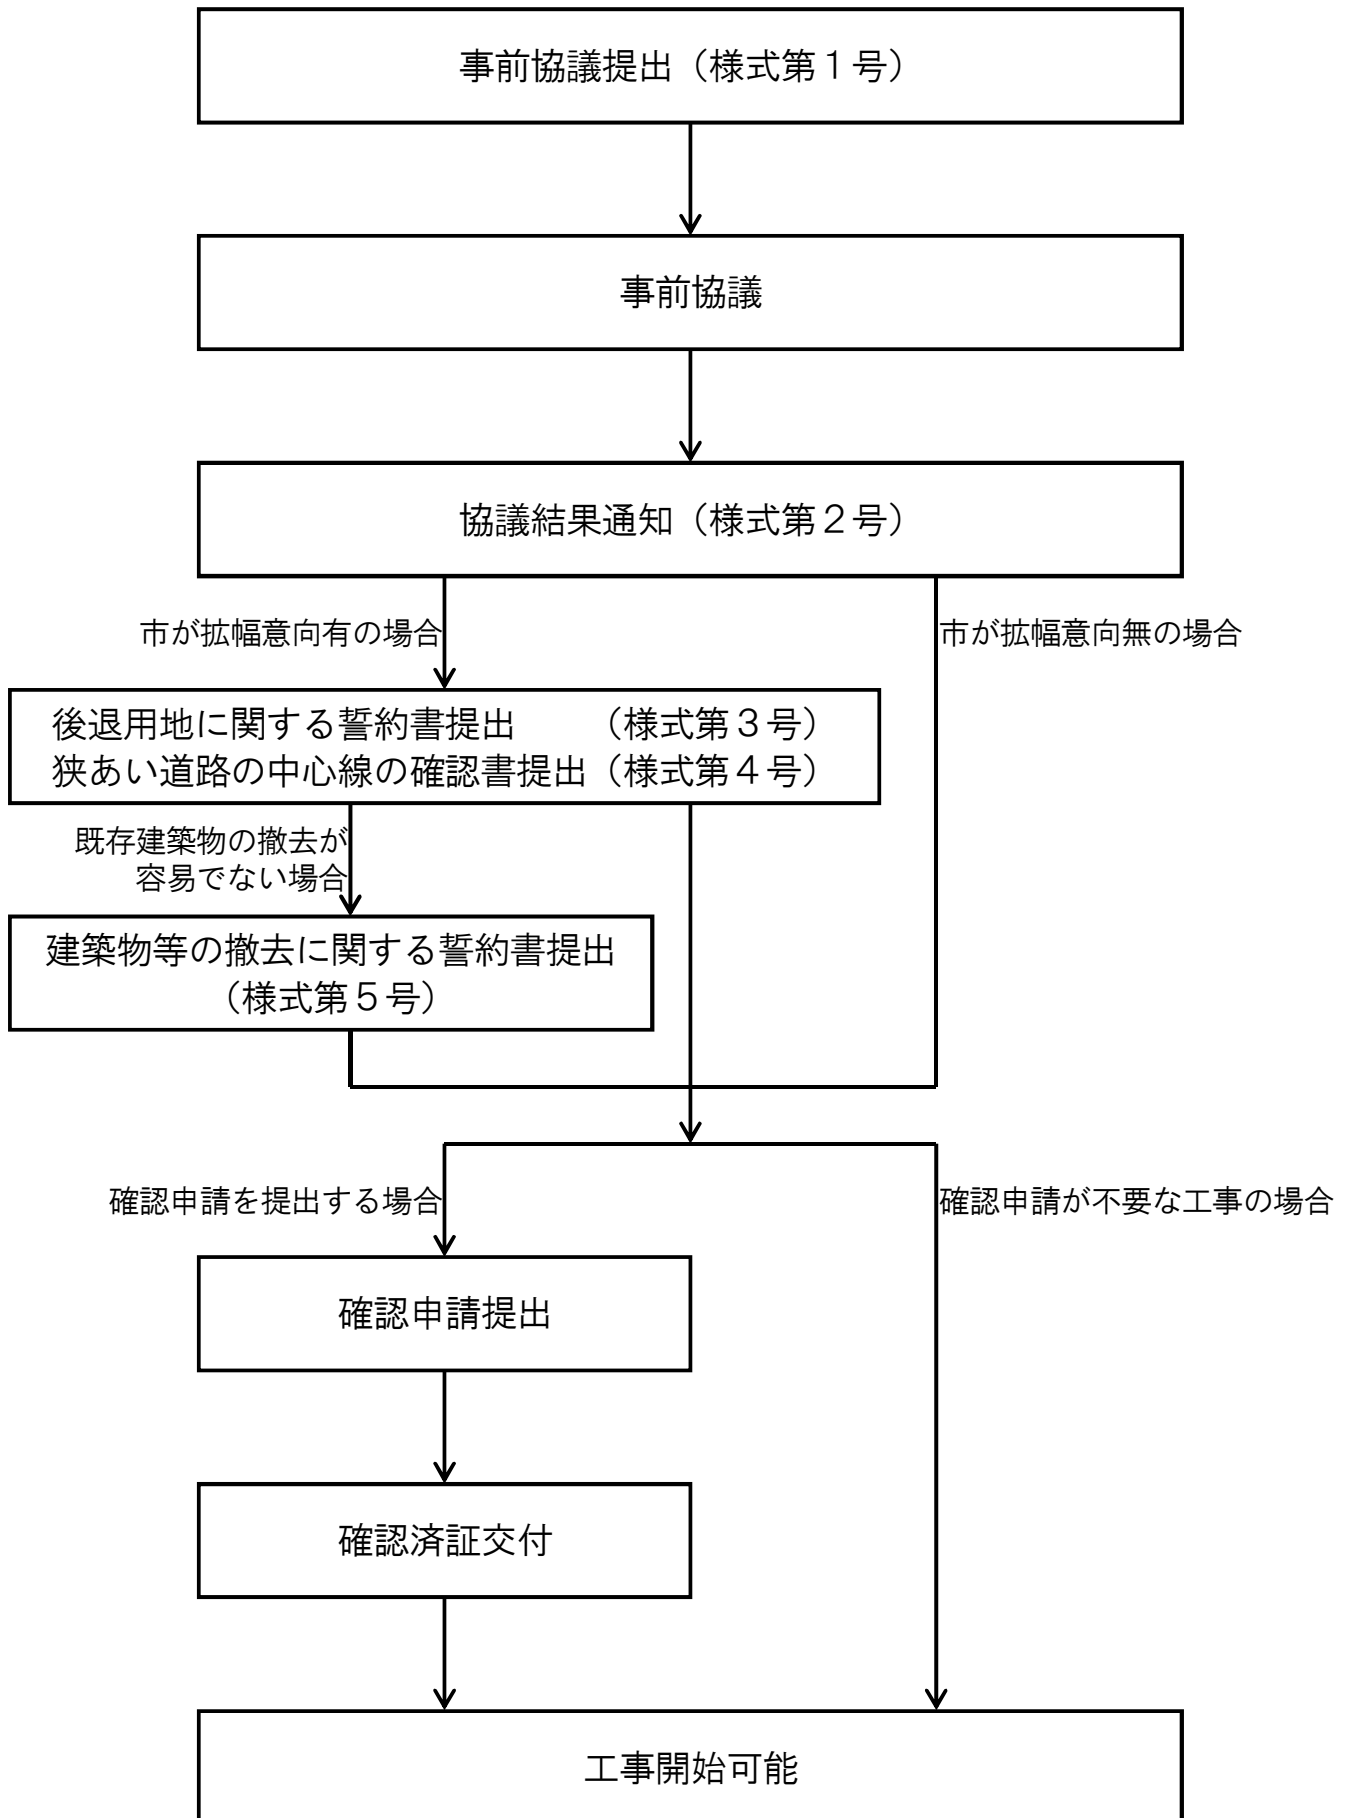 事前協議提出（様式第１号）
事前協議
協議結果通知（様式第２号）
市が拡幅意向有の場合
市が拡幅意向無の場合
後退用地に関する誓約書提出　　（様式第３号）
狭あい道路の中心線の確認書提出（様式第４号）
既存建築物の撤去が
容易でない場合
建築物等の撤去に関する誓約書提出
（様式第５号）
確認申請を提出する場合
確認申請が不要な工事の場合
確認申請提出
確認済証交付
工事開始可能